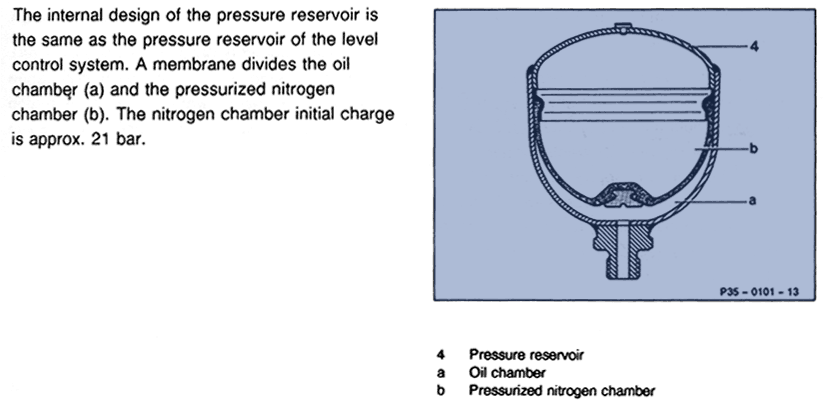 The internal design of the pressure reservoir is
the same as the pressure reservoir of the level
control system. A membrane divides the oil
chamber (a) and the pressurized nitrogen
chamber (b). The nitrogen chamber initial charge
is approx. 21 bar.
4
b
a
P35 – 0101 – 13
4 Pressure reservoir
a Oil chamber
b Pressurized nitrogen chamber